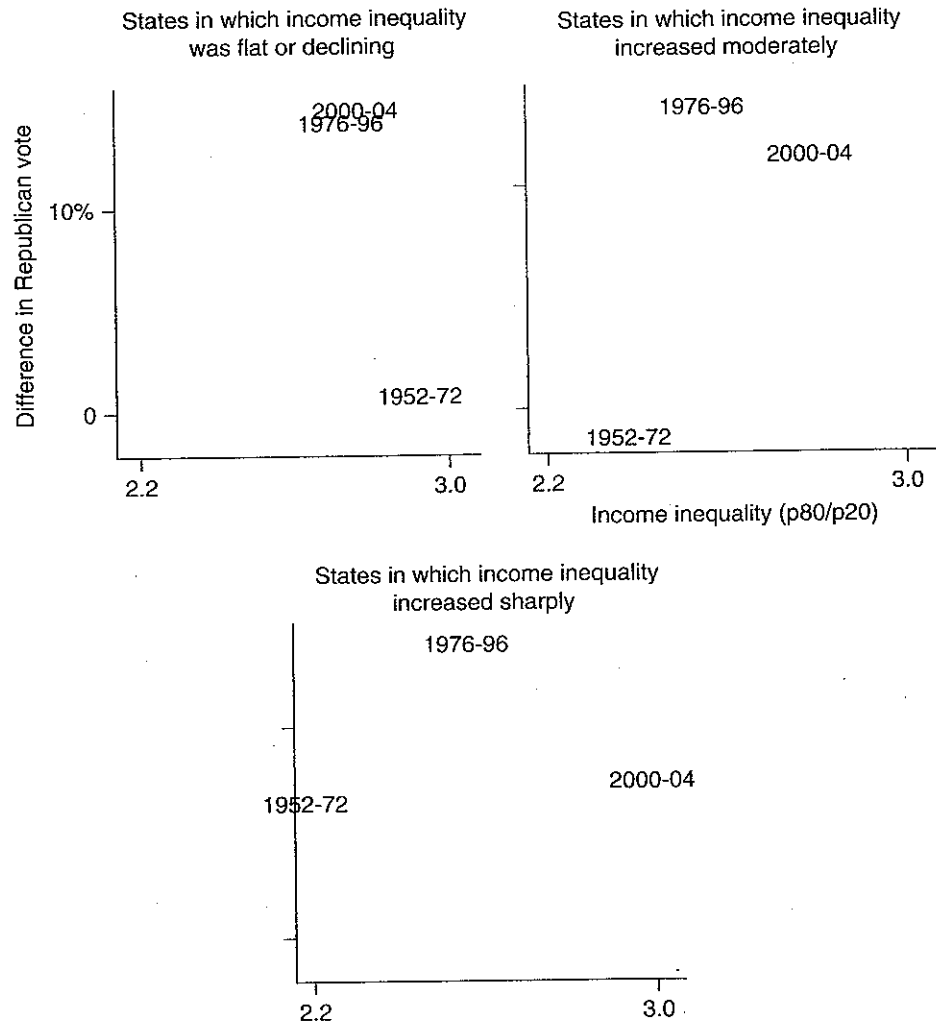 States in which income inequality
was flat or declining
Difference in Republican vote
10%
0
2000-04
1976-96
1952-72
2.2
3.0
States in which income inequality
increased moderately
1976-96
2000-04
1952-72
2.2
3.0
Income inequality (p80/p20)
States in which income inequality
increased sharply
1976-96
2000-04
1952-72
2.2
3.0